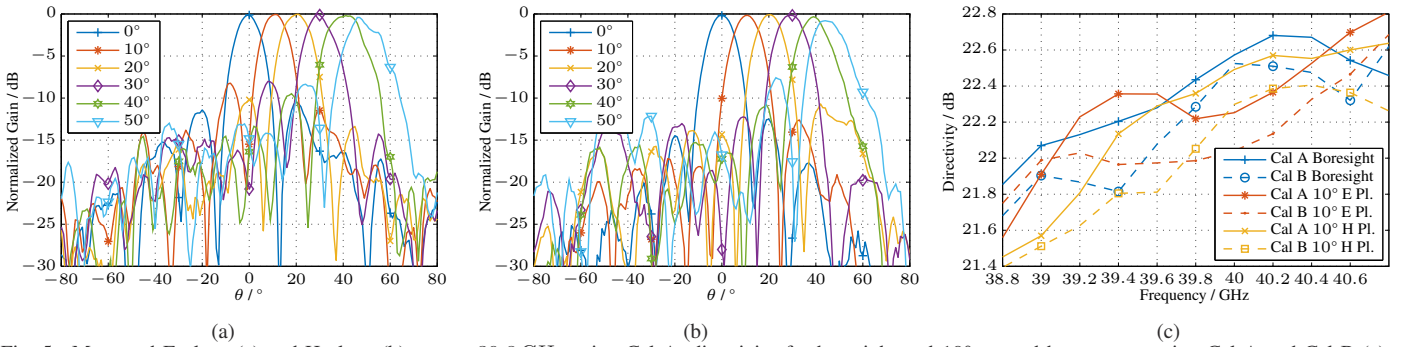 0
−5
−10
−15
−20
−25
−30
−80 −60 −40 −20 0 20 40 60 80
Normalized Gain / dB
θ / °
0°
10°
20°
30°
40°
50°
(a)
0
−5
−10
−15
−20
−25
−30
−80 −60 −40 −20 0 20 40 60 80
Normalized Gain / dB
θ / °
0°
10°
20°
30°
40°
50°
(b)
22.8
22.6
22.4
22.2
22
21.8
21.6
21.4
38.8 39 39.2 39.4 39.6 39.8 40 40.2 40.4 40.6
Directivity / dB
Frequency / GHz
Cal A Boresight
Cal B Boresight
Cal A 10° E Pl.
Cal B 10° E Pl.
Cal A 10° H Pl.
Cal B 10° H Pl.
(c)